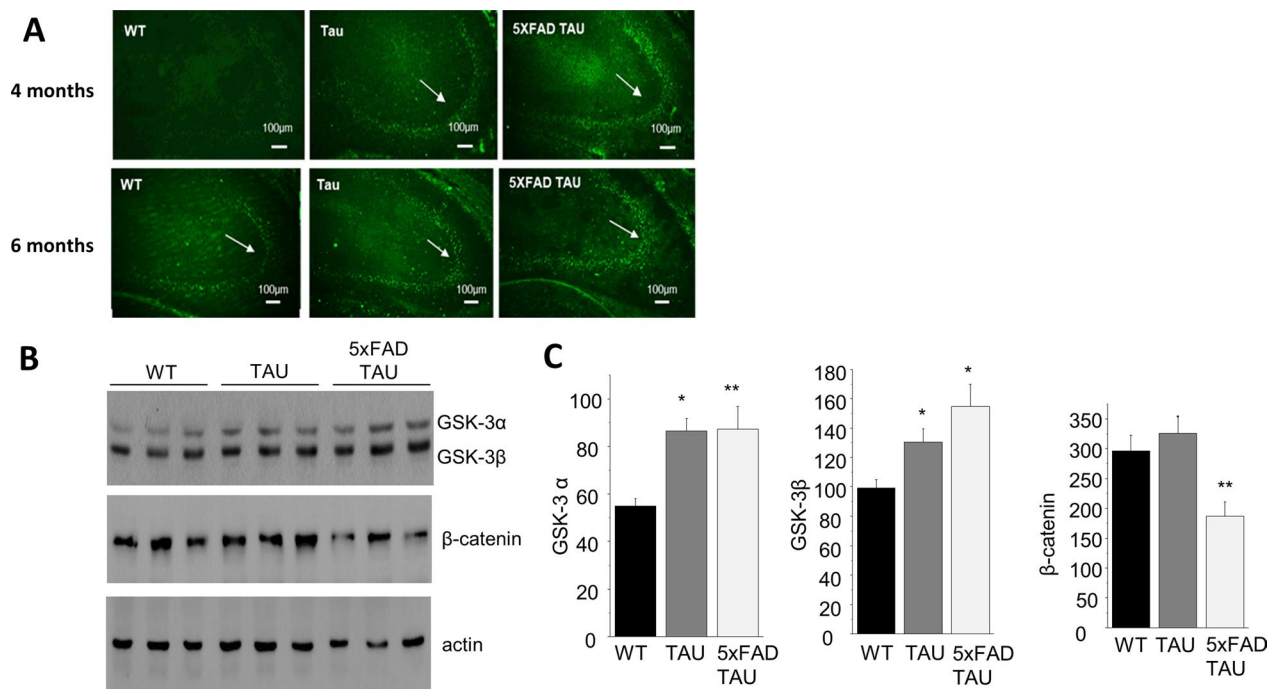 A
WT
Tau
5XFAD TAU
4 months
100μm
100μm
100μm
WT
Tau
5XFAD TAU
6 months
100μm
100μm
100μm
B
WT
TAU
5xFAD
TAU
GSK-3α
GSK-3β
β-catenin
actin
C
GSK-3 α
100
80
60
40
20
0
*
**
WT
TAU
5xFAD
TAU
GSK-3β
180
160
140
120
100
80
60
40
20
0
*
*
WT
TAU
5xFAD
TAU
β-catenin
350
300
250
200
150
100
50
0
**
WT
TAU
5xFAD
TAU